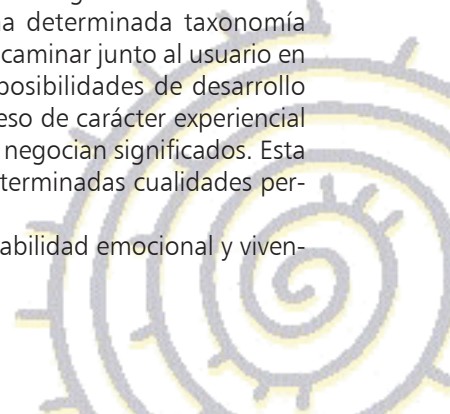 a determinada taxonomía
caminar junto al usuario en
posibilidades de desarrollo
eso de carácter experiencial
negocian significados. Esta
terminadas cualidades per-
abilidad emocional y viven-